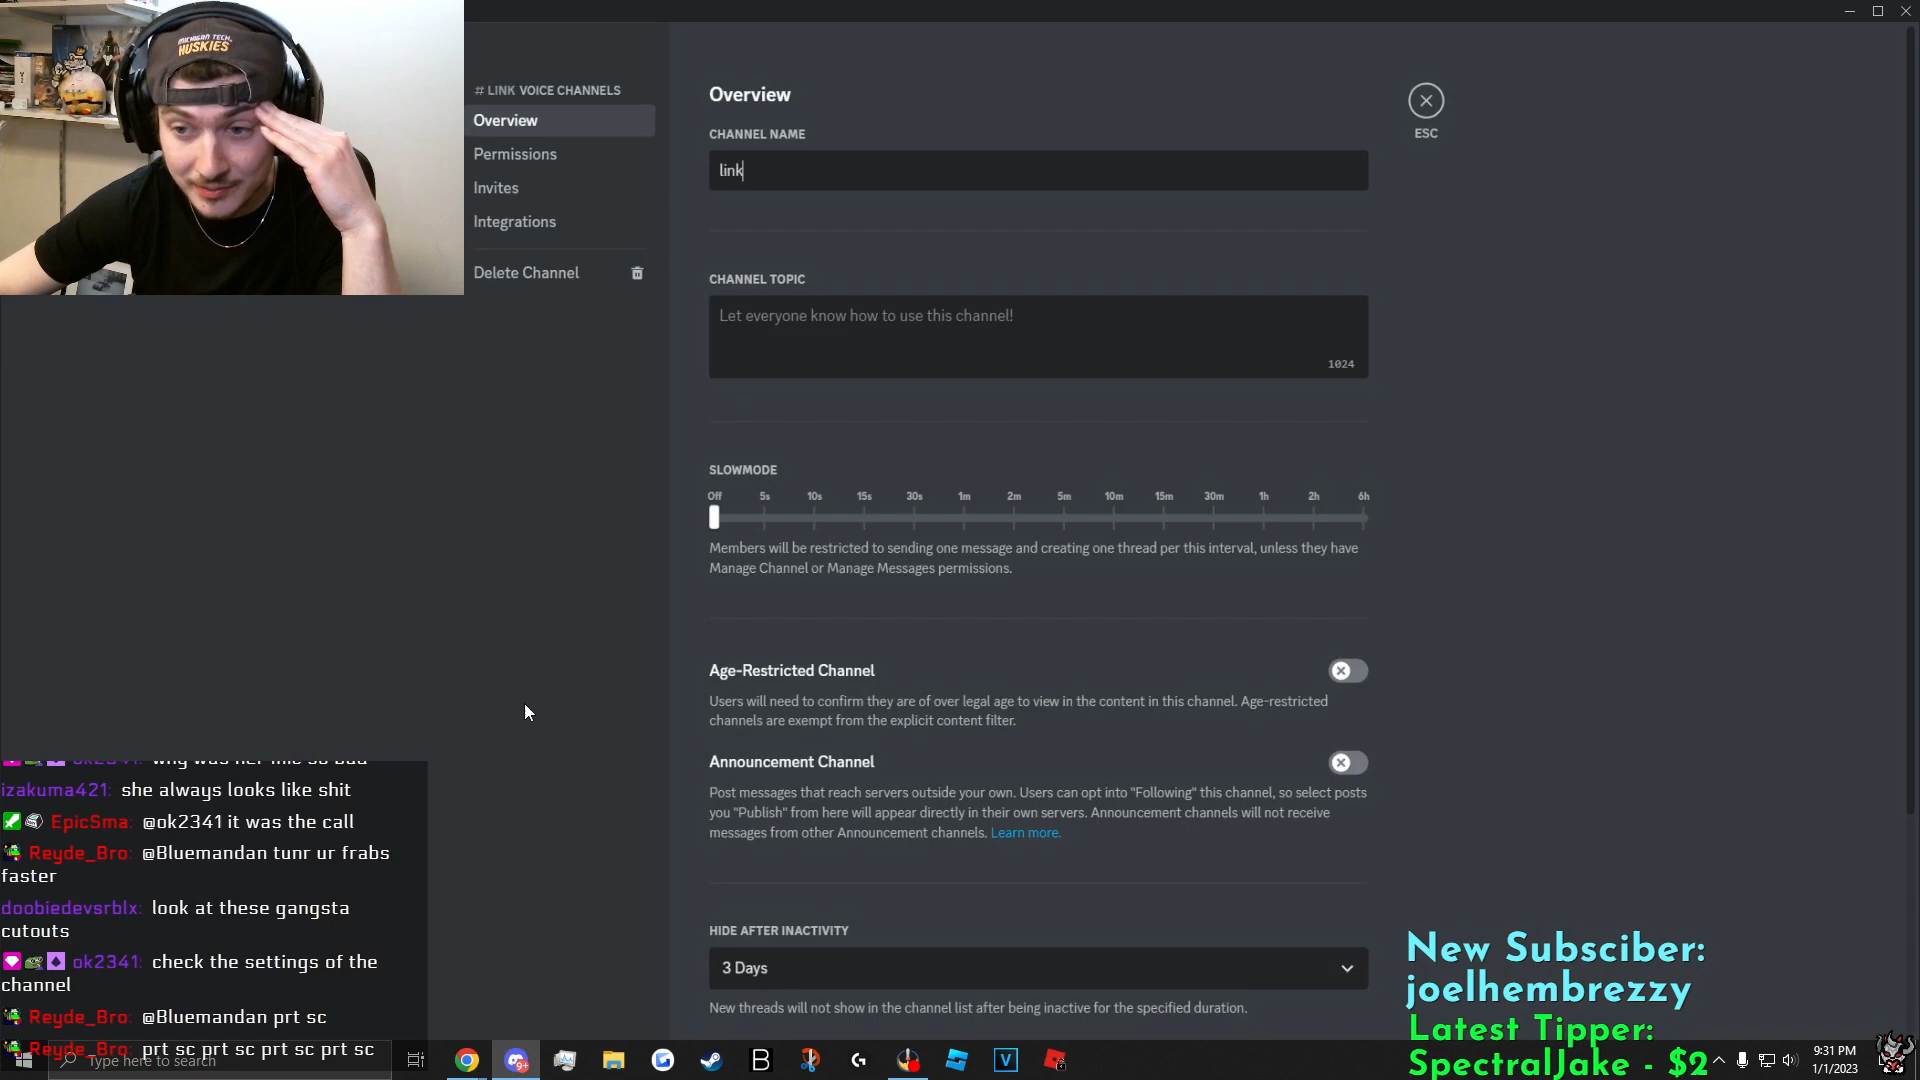 MICHIGAN TECH
HUSKIES
# LINK VOICE CHANNELS
Overview
Permissions
Invites
Integrations
Delete Channel
Overview
CHANNEL NAME
link
ESC
CHANNEL TOPIC
Let everyone know how to use this channel!
1024
SLOWMODE
Off 5s 10s 15s 30s 1m 2m 5m 10m 15m 30m 1h 2h 6h
Members will be restricted to sending one message and creating one thread per this interval, unless they have
Manage Channel or Manage Messages permissions.
Age-Restricted Channel
Users will need to confirm they are of over legal age to view in the content in this channel. Age-restricted
channels are exempt from the explicit content filter.
Announcement Channel
Post messages that reach servers outside your own. Users can opt into "Following" this channel, so select posts
you "Publish" from here will appear directly in their own servers. Announcement channels will not receive
messages from other Announcement channels. Learn more.
HIDE AFTER INACTIVITY
3 Days
New threads will not show in the channel list after being inactive for the specified duration.
ok2341: why was her mic so bad
izakuma421: she always looks like shit
EpicSma: @ok2341 it was the call
Reyde_Bro: @Bluemandan tunr ur frabs
faster
doobiedevsrblx: look at these gangsta
cutouts
ok2341: check the settings of the
channel
Reyde_Bro: @Bluemandan prt sc
Reyde_Bro: prt sc prt sc prt sc prt sc
Type here to search
9+
B
V
New Subsciber:
joelhembrezzy
Latest Tipper:
SpectralJake - $2
9:31 PM
1/1/2023